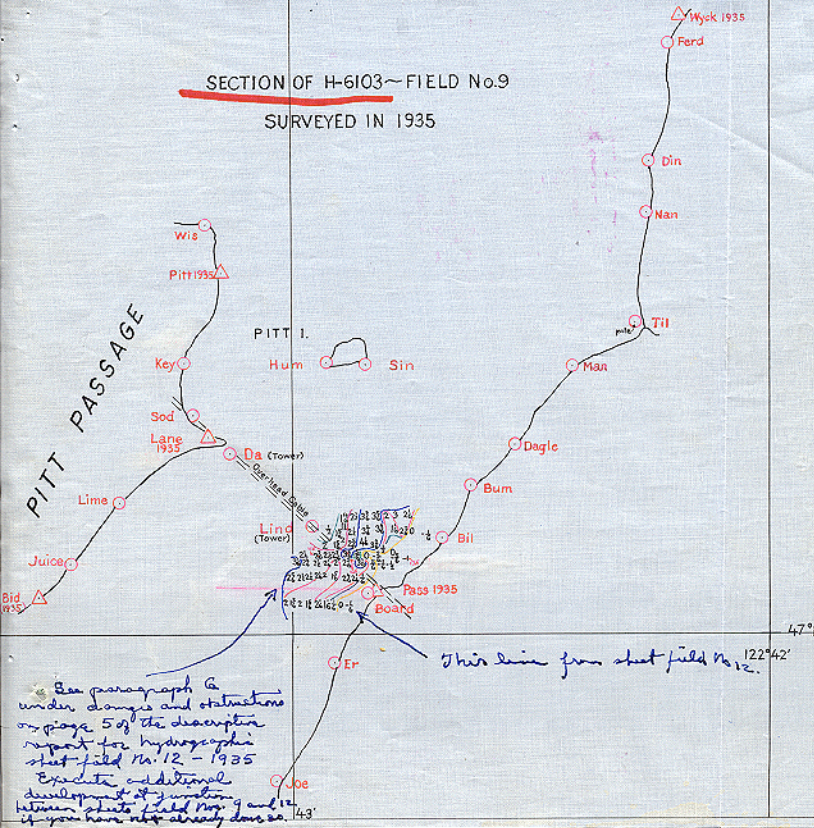 Wyck 1935
Ferd
SECTION OF H-6103~FIELD No.9
SURVEYED IN 1935
Din
Nan
Wis
Pitt 1935
PITT PASSAGE
PITT I.
Til
pile
Key
Hum
Sin
Man
Sod
Lane
1935
Da (Tower)
Dagle
Overhead Cable
Lime
Bum
Lind
(Tower)
Bil
Juice
Pass 1935
Bid
1935
Board
47°
122°42'
Er
This line from sheet field No 12.
See paragraph 6
under dangers and obstructions
on page 5 of the descriptive
report for hydrographic
sheet field No. 12 - 1935
Execute additional
development at junction
between sheets field Nos. 9 and 12
if you have not already done so.
Joe
43'